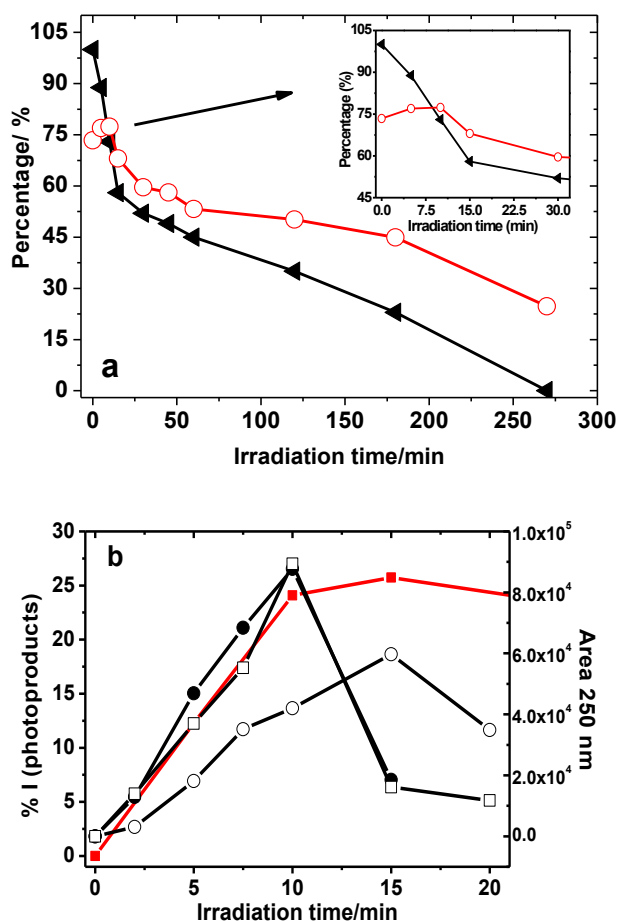 105
90
75
60
45
30
15
0
Percentage/ %
a
0 50 100 150 200 250 300
Irradiation time/min
105
90
75
60
45
Percentage (%)
0.0 7.5 15.0 22.5 30.0
Irradiation time (min)
30
25
20
15
10
5
0
% I (photoproducts)
b
1.0x10⁵
8.0x10⁴
6.0x10⁴
4.0x10⁴
2.0x10⁴
0.0
Area 250 nm
0 5 10 15 20
Irradiation time/min